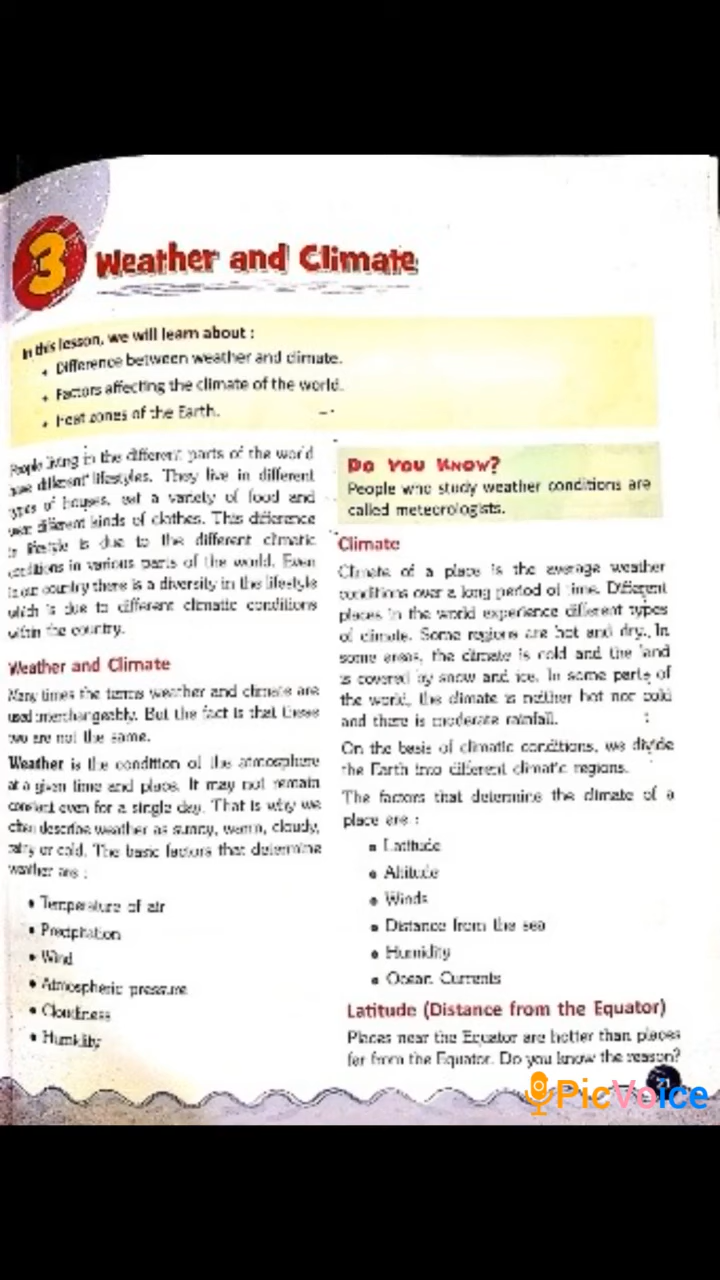 3 Weather and Climate
In this lesson, we will learn about :
• Difference between weather and climate.
• Factors affecting the climate of the world.
• Heat zones of the Earth.
People living in the different parts of the world
have different lifestyles. They live in different
types of houses, eat a variety of food and
wear different kinds of clothes. This difference
in lifestyle is due to the different climatic
conditions in various parts of the world. Even
in our country there is a diversity in the lifestyle
which is due to different climatic conditions
within the country.
Weather and Climate
Many times the terms weather and climate are
used interchangeably. But the fact is that these
two are not the same.
Weather is the condition of the atmosphere
at a given time and place. It may not remain
constant even for a single day. That is why we
often describe weather as sunny, warm, cloudy,
rainy or cold. The basic factors that determine
weather are :
• Temperature of air
• Precipitation
• Wind
• Atmospheric pressure
• Cloudiness
• Humidity
Do You Know?
People who study weather conditions are
called meteorologists.
Climate
Climate of a place is the average weather
conditions over a long period of time. Different
places in the world experience different types
of climate. Some regions are hot and dry. In
some areas, the climate is cold and the land
is covered by snow and ice. In some parts of
the world, the climate is neither hot nor cold
and there is moderate rainfall.
On the basis of climatic conditions, we divide
the Earth into different climatic regions.
The factors that determine the climate of a
place are :
• Latitude
• Altitude
• Winds
• Distance from the sea
• Humidity
• Ocean Currents
Latitude (Distance from the Equator)
Places near the Equator are hotter than places
far from the Equator. Do you know the reason?
21
PicVoice